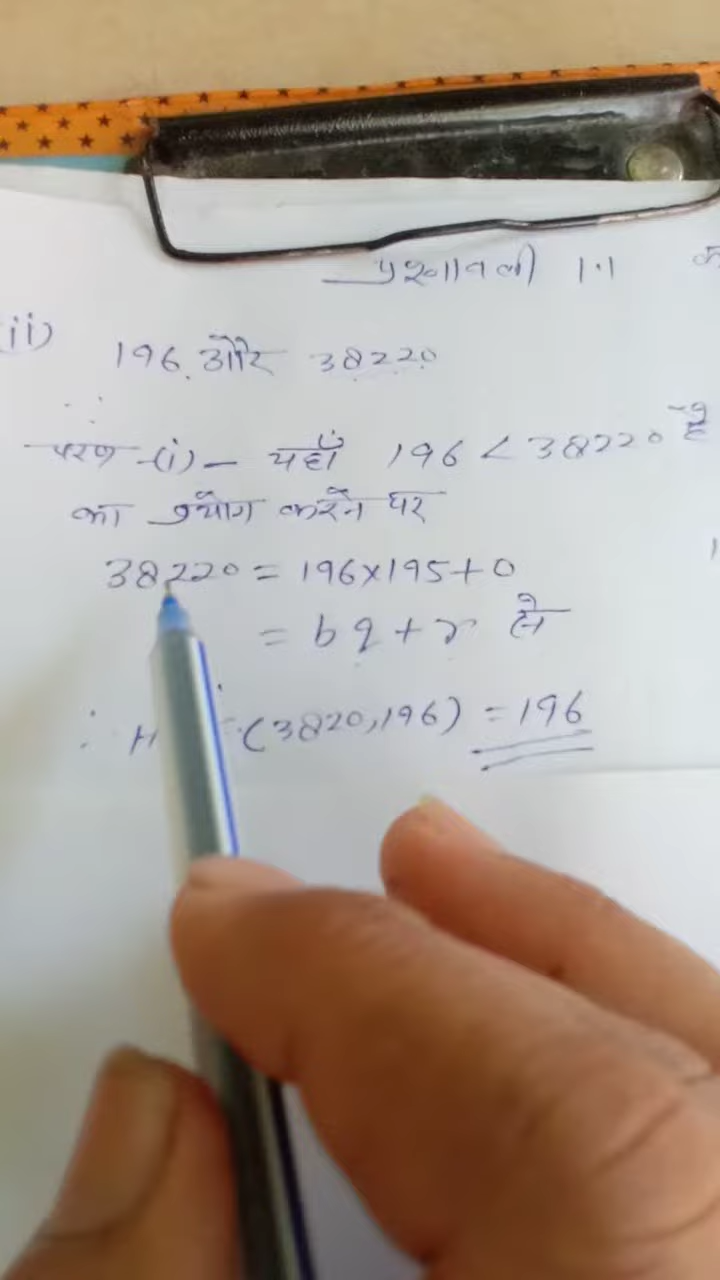 प्रश्नावली 1.1
(ii) 196 और 38220
चरण -(i) - यहाँ 196 < 38220 है
का प्रयोग करने पर
38220 = 196×195+0
= bq+r से
∴ H (3820,196) = 196